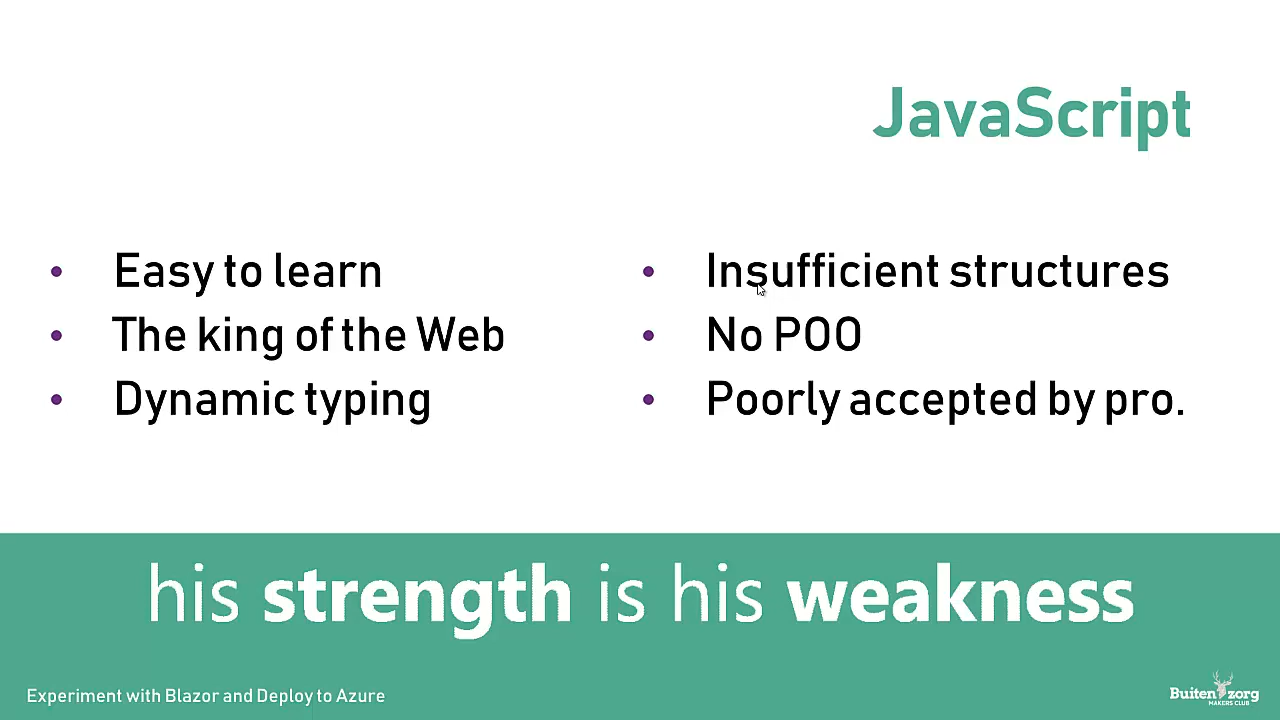 JavaScript
• Easy to learn
• The king of the Web
• Dynamic typing
• Insufficient structures
• No POO
• Poorly accepted by pro.
his strength is his weakness
Experiment with Blazor and Deploy to Azure
Buitenzorg
MAKERS CLUB